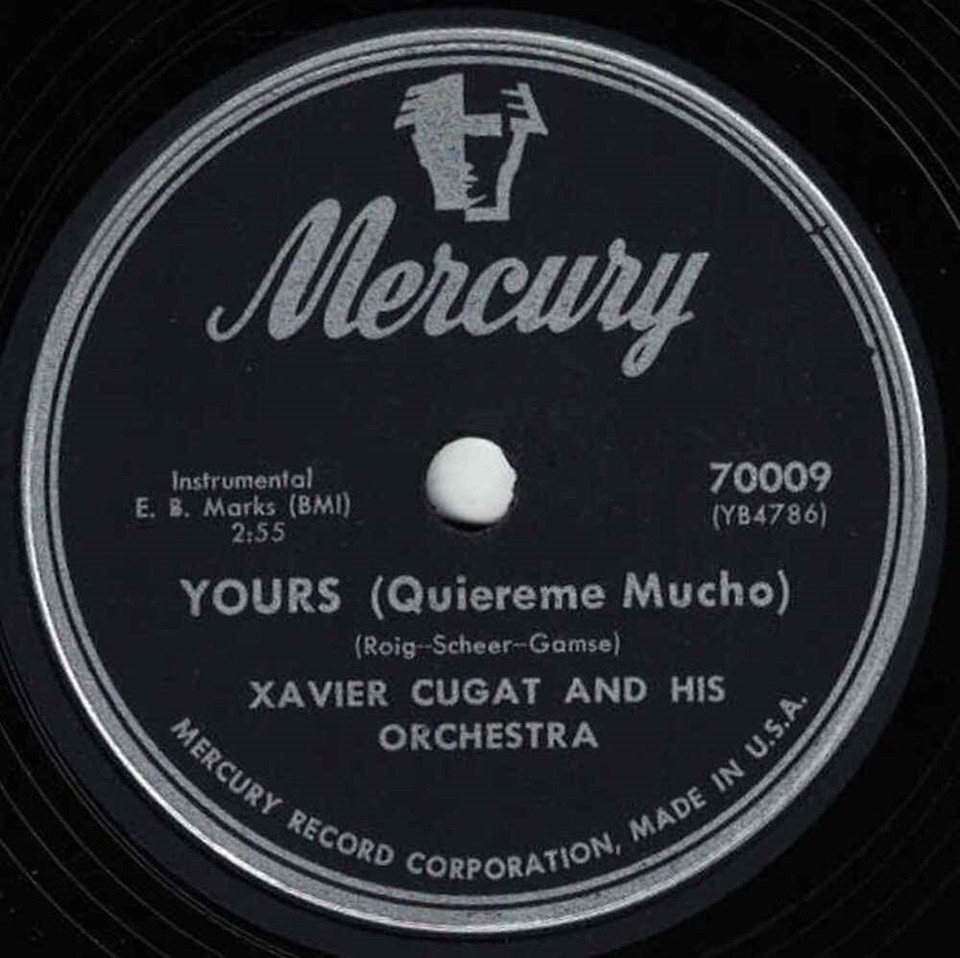 Mercury
Instrumental
E. B. Marks (BMI)
2:55
70009
(YB4786)
YOURS (Quiereme Mucho)
(Roig--Scheer--Gamse)
XAVIER CUGAT AND HIS
ORCHESTRA
MERCURY RECORD CORPORATION, MADE IN U.S.A.